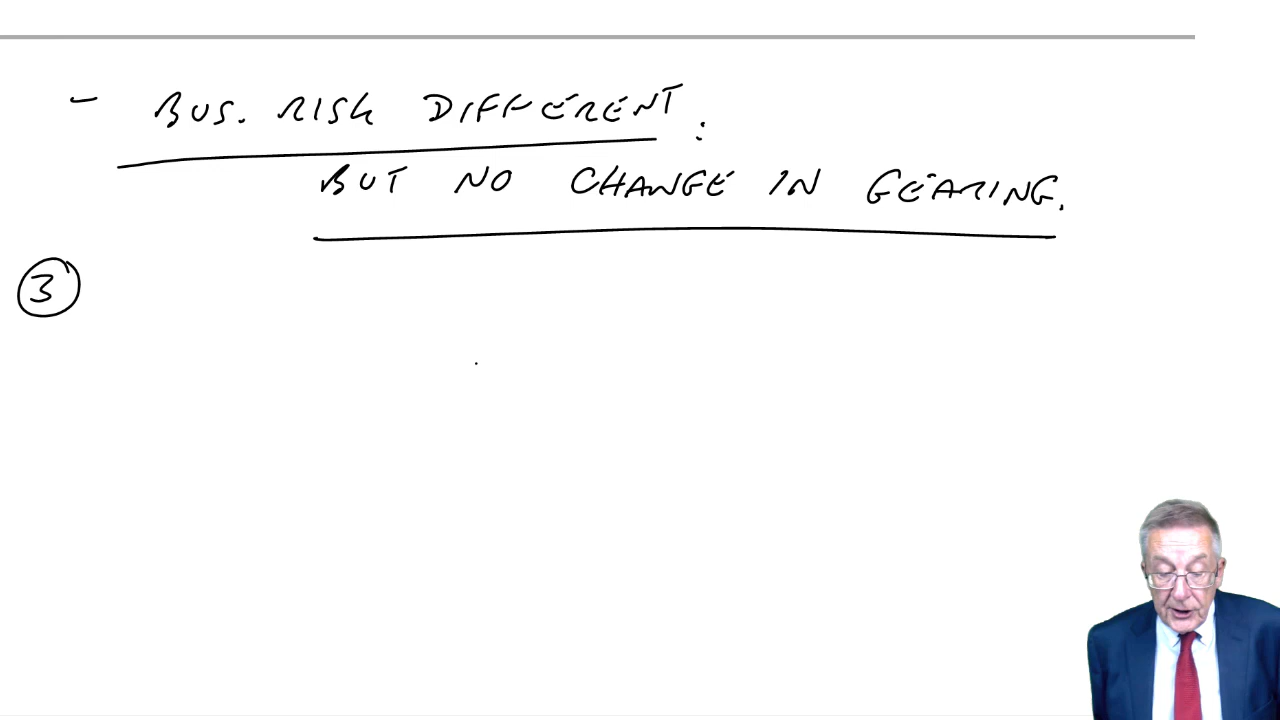 - BUS. RISK DIFFERENT.
BUT NO CHANGE IN GEARING.
3